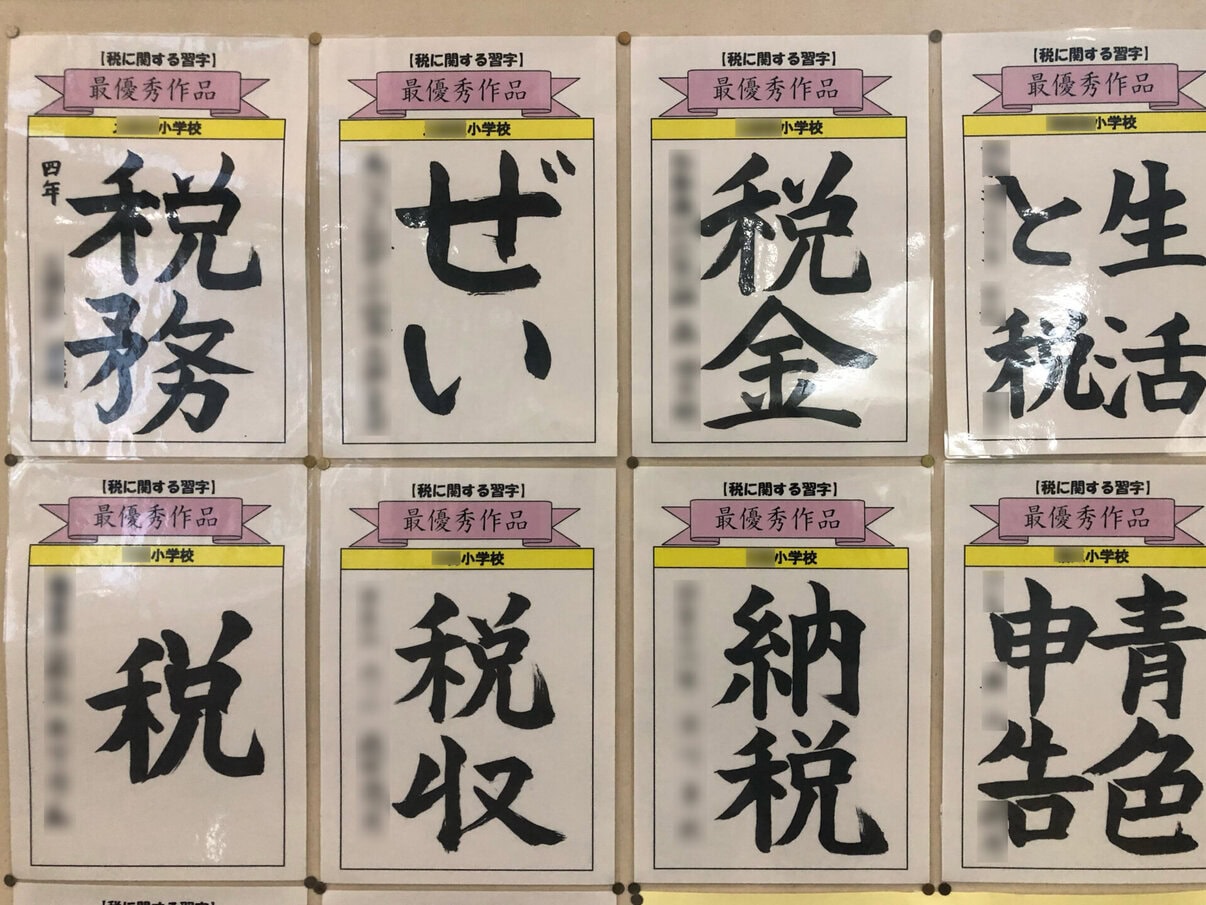 【税に関する習字】
最優秀作品
小学校
税務
四年
【税に関する習字】
最優秀作品
小学校
ぜい
【税に関する習字】
最優秀作品
小学校
税金
【税に関する習字】
最優秀作品
小学校
生活
と税
【税に関する習字】
最優秀作品
小学校
税
【税に関する習字】
最優秀作品
小学校
税収
【税に関する習字】
最優秀作品
小学校
納税
【税に関する習字】
最優秀作品
小学校
青色
申告
【税に関する習字】